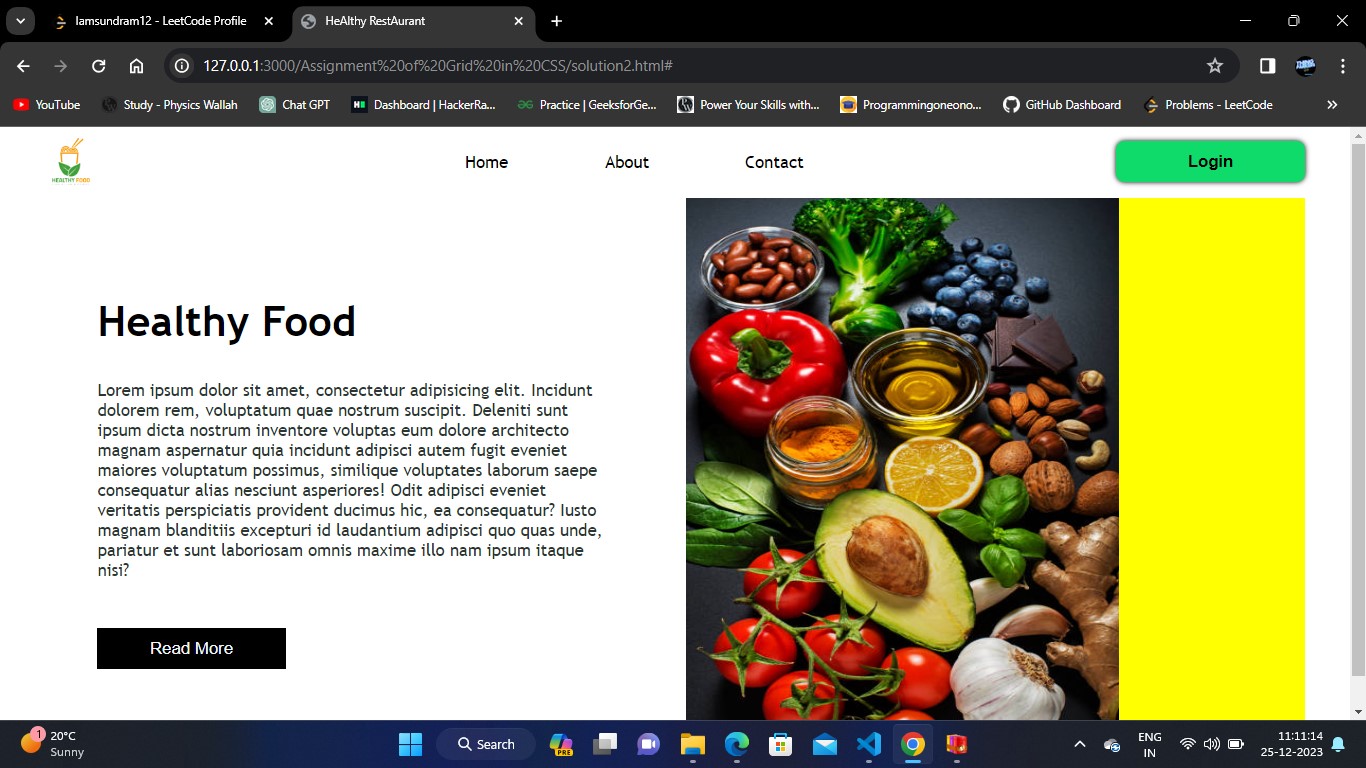 Iamsundram12 - LeetCode Profile
HeAlthy RestAurant
127.0.0.1:3000/Assignment%20of%20Grid%20in%20CSS/solution2.html#
YouTube
Study - Physics Wallah
Chat GPT
Dashboard | HackerRa...
Practice | GeeksforGe...
Power Your Skills with...
Programmingoneono...
GitHub Dashboard
Problems - LeetCode
HEALTHY FOOD
Home
About
Contact
Login
Healthy Food
Lorem ipsum dolor sit amet, consectetur adipisicing elit. Incidunt
dolorem rem, voluptatum quae nostrum suscipit. Deleniti sunt
ipsum dicta nostrum inventore voluptas eum dolore architecto
magnam aspernatur quia incidunt adipisci autem fugit eveniet
maiores voluptatum possimus, similique voluptates laborum saepe
consequatur alias nesciunt asperiores! Odit adipisci eveniet
veritatis perspiciatis provident ducimus hic, ea consequatur? Iusto
magnam blanditiis excepturi id laudantium adipisci quo quas unde,
pariatur et sunt laboriosam omnis maxime illo nam ipsum itaque
nisi?
Read More
1
20°C
Sunny
Search
PRE
ENG
IN
11:11:14
25-12-2023